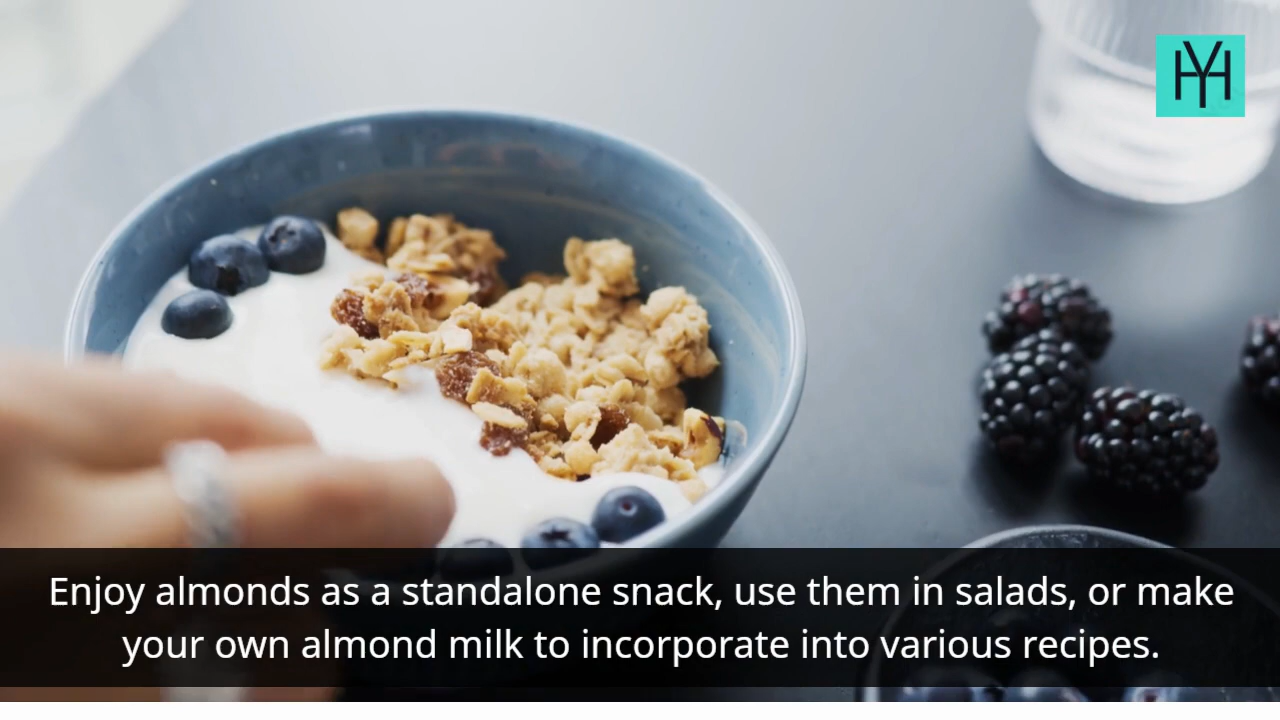 YH
Enjoy almonds as a standalone snack, use them in salads, or make
your own almond milk to incorporate into various recipes.